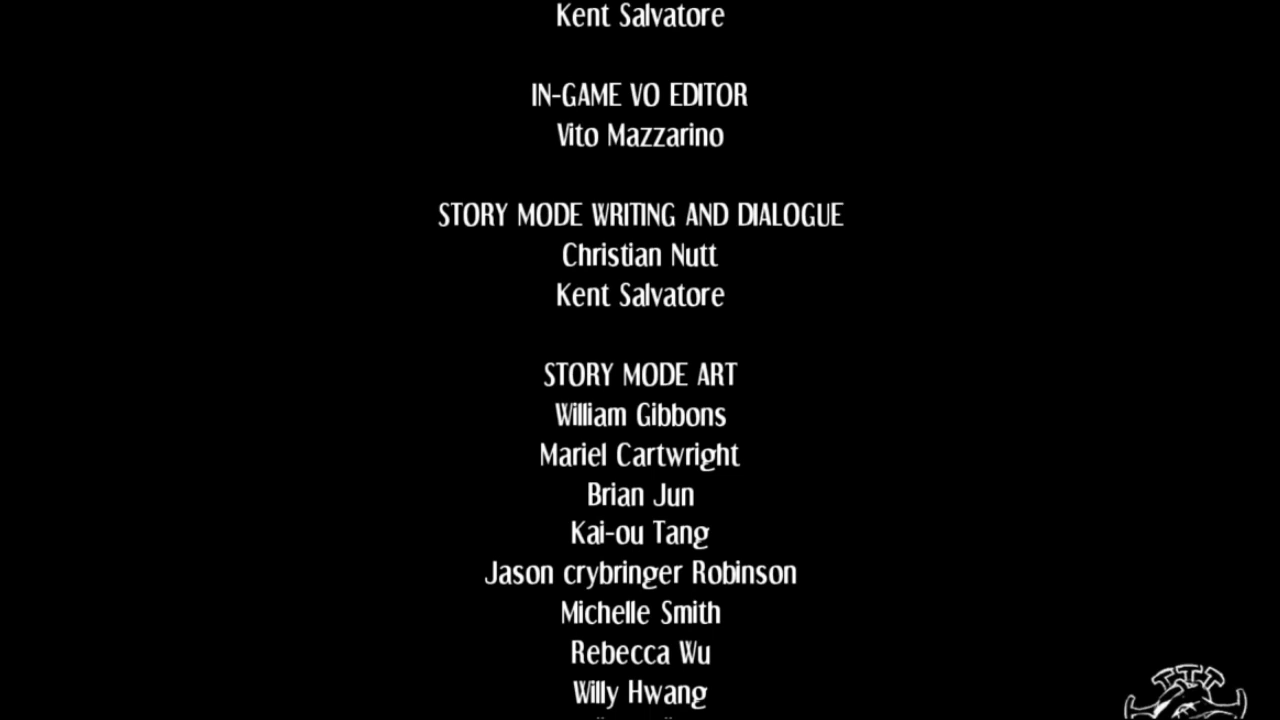 Kent Salvatore
IN-GAME VO EDITOR
Vito Mazzarino
STORY MODE WRITING AND DIALOGUE
Christian Nutt
Kent Salvatore
STORY MODE ART
William Gibbons
Mariel Cartwright
Brian Jun
Kai-ou Tang
Jason crybringer Robinson
Michelle Smith
Rebecca Wu
Willy Hwang